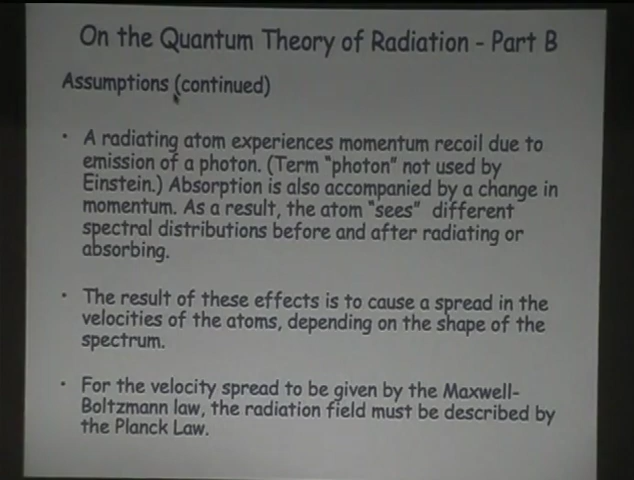 On the Quantum Theory of Radiation - Part B
Assumptions (continued)
• A radiating atom experiences momentum recoil due to
emission of a photon. (Term "photon" not used by
Einstein.) Absorption is also accompanied by a change in
momentum. As a result, the atom "sees" different
spectral distributions before and after radiating or
absorbing.
• The result of these effects is to cause a spread in the
velocities of the atoms, depending on the shape of the
spectrum.
• For the velocity spread to be given by the Maxwell-
Boltzmann law, the radiation field must be described by
the Planck Law.